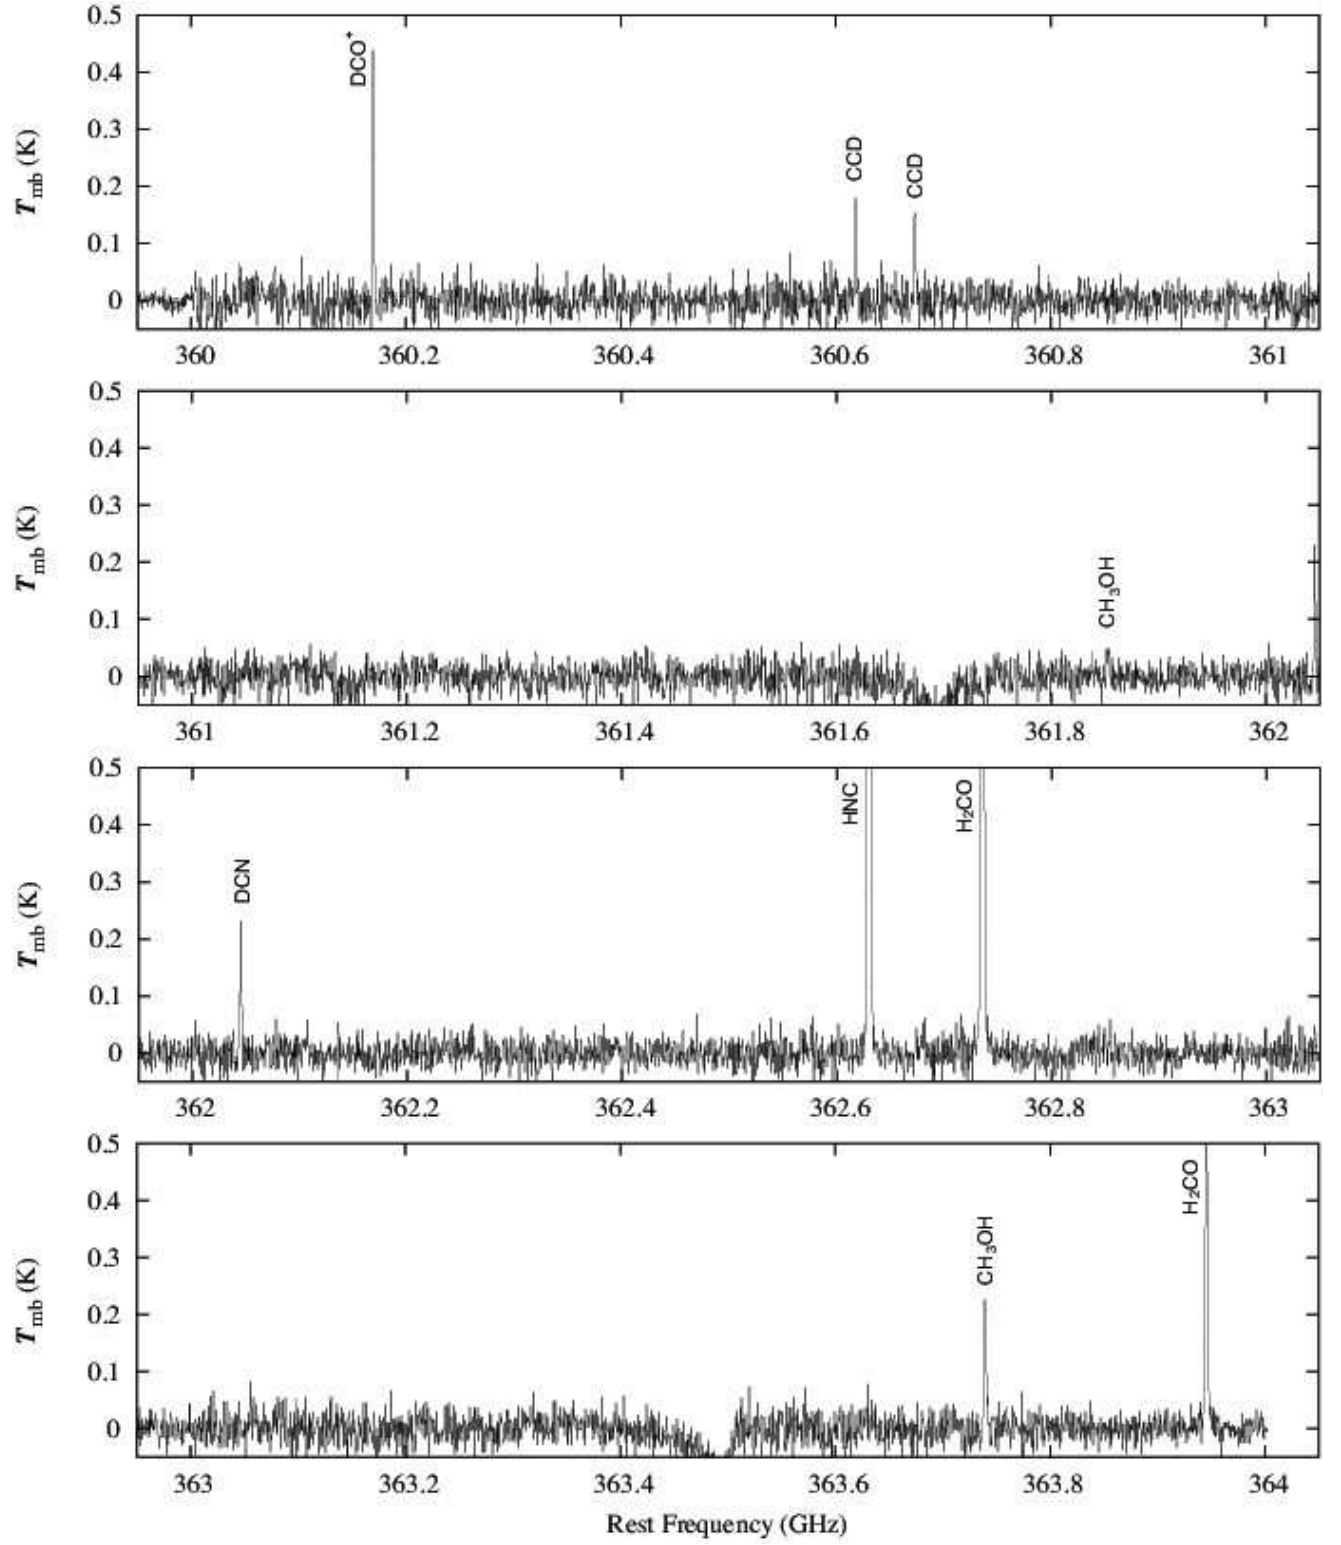 0.5
DCO⁺
0.4
0.3
CCD
CCD
T_mb (K)
0.2
0.1
0
360 360.2 360.4 360.6 360.8 361
0.5
0.4
0.3
T_mb (K)
0.2
CH₃OH
0.1
0
361 361.2 361.4 361.6 361.8 362
0.5
HNC
H₂CO
0.4
DCN
0.3
T_mb (K)
0.2
0.1
0
362 362.2 362.4 362.6 362.8 363
0.5
H₂CO
0.4
CH₃OH
0.3
T_mb (K)
0.2
0.1
0
363 363.2 363.4 363.6 363.8 364
Rest Frequency (GHz)